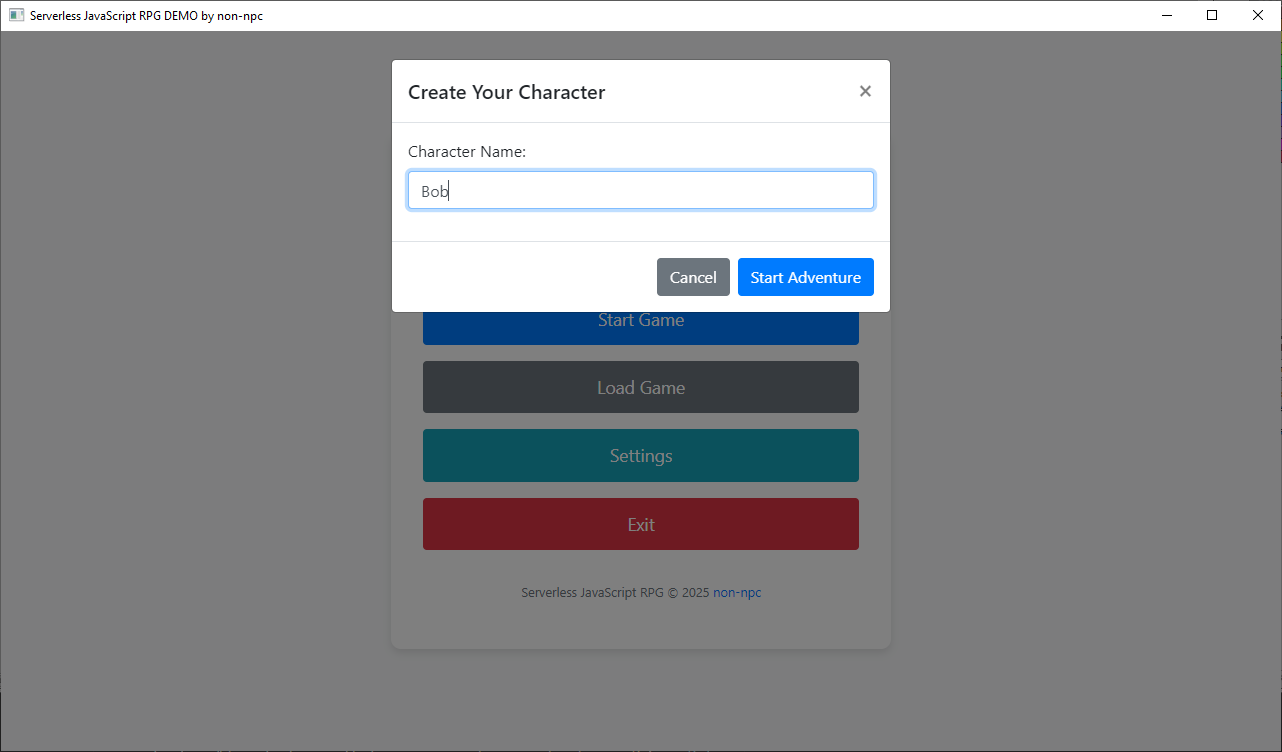 Serverless JavaScript RPG DEMO by non-npc
Create Your Character
×
Character Name:
Bob
Cancel
Start Adventure
Start Game
Load Game
Settings
Exit
Serverless JavaScript RPG © 2025 non-npc